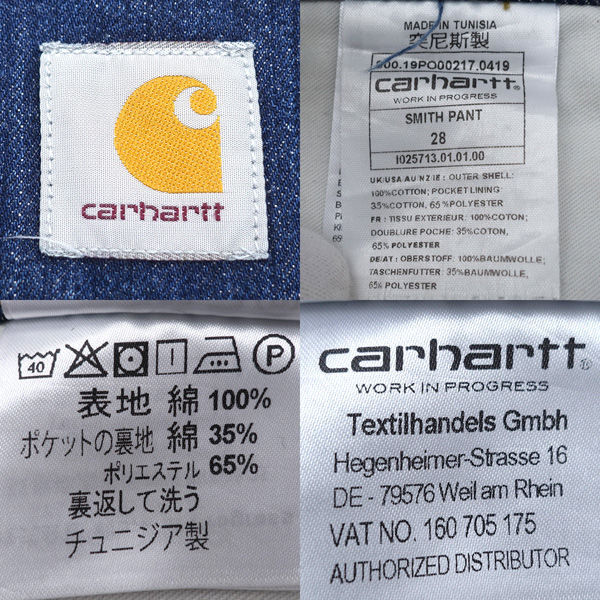 carhartt
MADE IN TUNISIA
突尼斯製
000.19PO00217.0419
carhartt
WORK IN PROGRESS
SMITH PANT
28
I025713.01.01.00
UK/USA/AU/NZ/IE : OUTER SHELL:
100%COTTON; POCKET LINING
35%COTTON, 65% POLYESTER
FR : TISSU EXTERIEUR: 100%COTON;
DOUBLURE POCHE: 35%COTON,
65% POLYESTER
DE/AT: OBERSTOFF: 100%BAUMWOLLE;
TASCHENFUTTER: 35%BAUMWOLLE,
65% POLYESTER
40 P
表地 綿 100%
ポケットの裏地 綿 35%
ポリエステル 65%
裏返して洗う
チュニジア製
carhartt®
WORK IN PROGRESS
Textilhandels Gmbh
Hegenheimer-Strasse 16
DE - 79576 Weil am Rhein
VAT NO. 160 705 175
AUTHORIZED DISTRIBUTOR